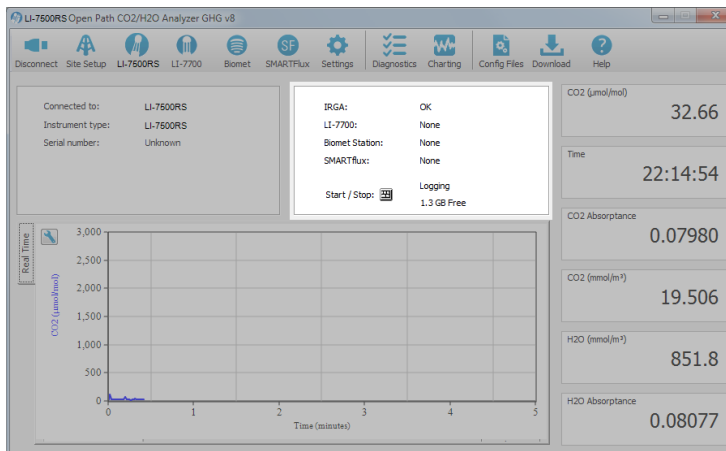 LI-7500RS Open Path CO2/H2O Analyzer GHG v8
Disconnect Site Setup LI-7500RS LI-7700 Biomet SMARTFlux Settings Diagnostics Charting Config Files Download Help
SF
?
Connected to: LI-7500RS
Instrument type: LI-7500RS
Serial number: Unknown
IRGA: OK
LI-7700: None
Biomet Station: None
SMARTflux: None
Start / Stop: Logging
1.3 GB Free
CO2 (µmol/mol)
32.66
Time
22:14:54
CO2 Absorptance
0.07980
CO2 (mmol/m³)
19.506
H2O (mmol/m³)
851.8
H2O Absorptance
0.08077
Real Time
CO2 (µmol/mol)
3,000
2,500
2,000
1,500
1,000
500
0
0 1 2 3 4 5
Time (minutes)